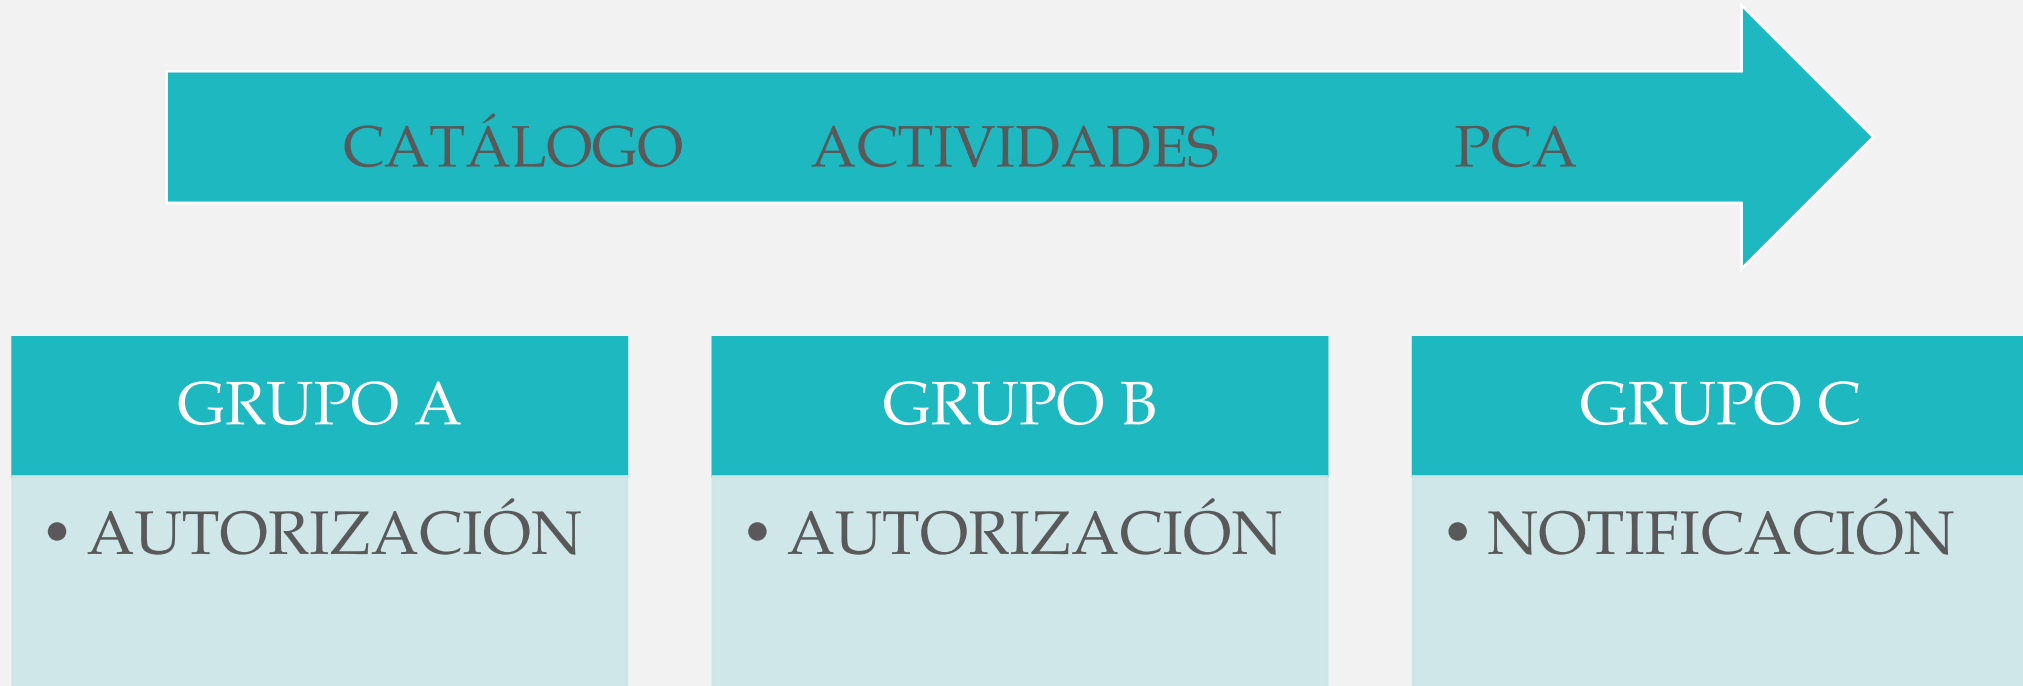 CATÁLOGO ACTIVIDADES PCA
GRUPO A
• AUTORIZACIÓN
GRUPO B
• AUTORIZACIÓN
GRUPO C
• NOTIFICACIÓN